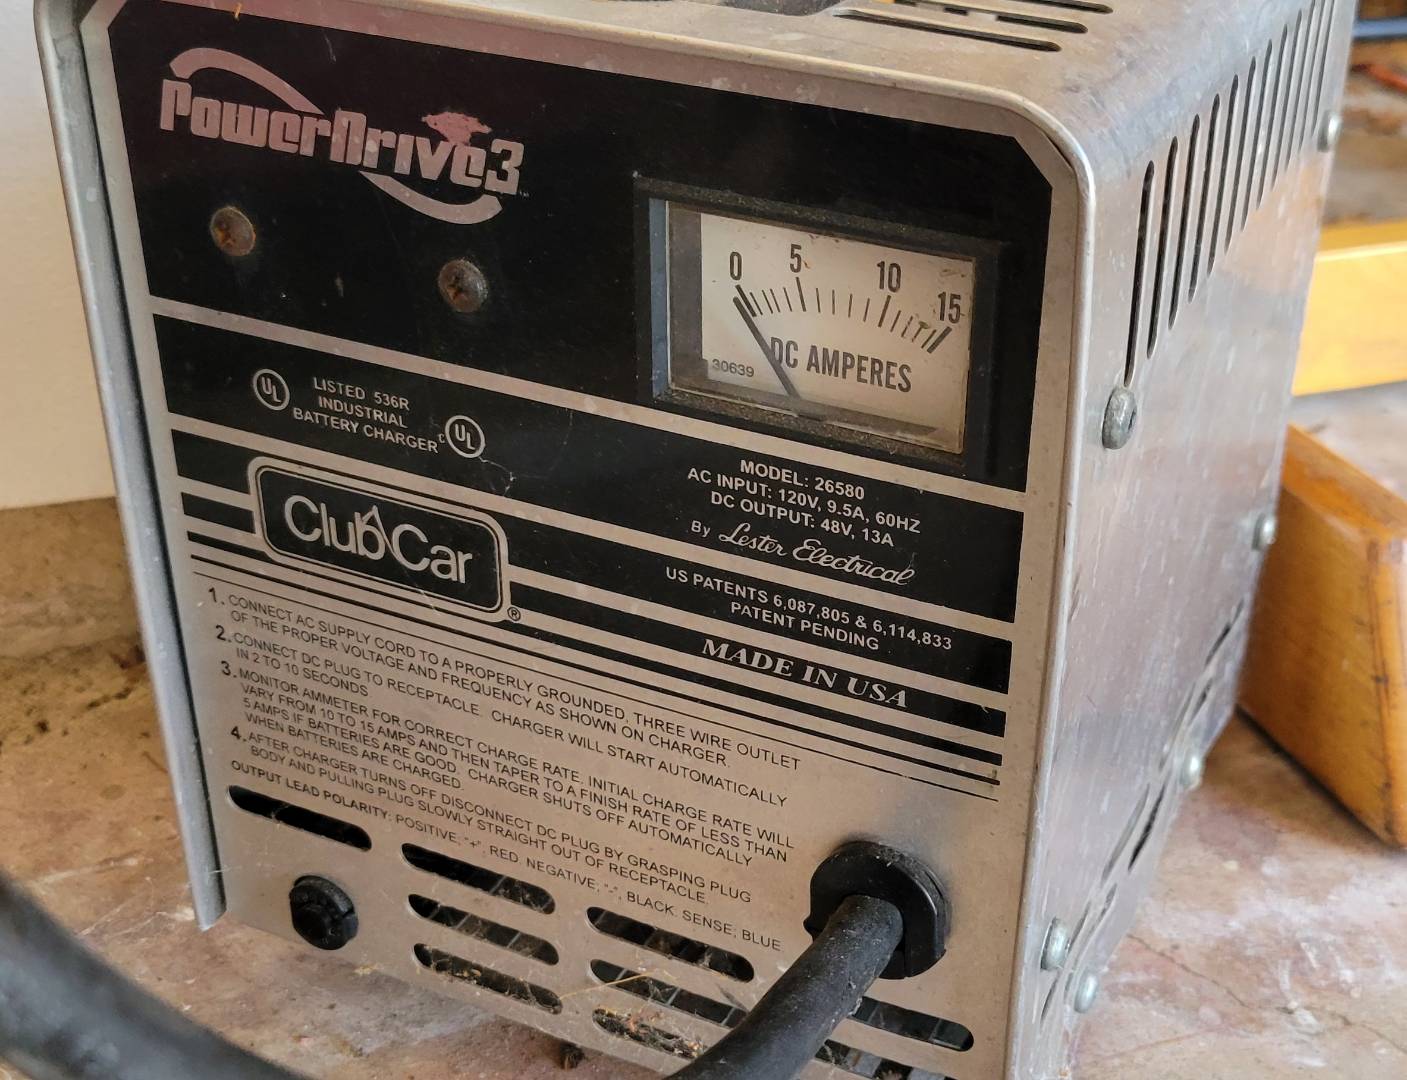 PowerDrive3
0 5 10 15
DC AMPERES
30639
UL
LISTED 536R
INDUSTRIAL
BATTERY CHARGER
c UL
MODEL: 26580
AC INPUT: 120V, 9.5A, 60HZ
DC OUTPUT: 48V, 13A
By Lester Electrical
US PATENTS 6,087,805 & 6,114,833
PATENT PENDING
MADE IN USA
Club Car ®
1. CONNECT AC SUPPLY CORD TO A PROPERLY GROUNDED, THREE WIRE OUTLET
OF THE PROPER VOLTAGE AND FREQUENCY AS SHOWN ON CHARGER.
2. CONNECT DC PLUG TO RECEPTACLE. CHARGER WILL START AUTOMATICALLY
IN 2 TO 10 SECONDS
3. MONITOR AMMETER FOR CORRECT CHARGE RATE. INITIAL CHARGE RATE WILL
VARY FROM 10 TO 15 AMPS AND THEN TAPER TO A FINISH RATE OF LESS THAN
5 AMPS IF BATTERIES ARE GOOD. CHARGER SHUTS OFF AUTOMATICALLY
WHEN BATTERIES ARE CHARGED.
4. AFTER CHARGER TURNS OFF DISCONNECT DC PLUG BY GRASPING PLUG
BODY AND PULLING PLUG SLOWLY STRAIGHT OUT OF RECEPTACLE.
OUTPUT LEAD POLARITY: POSITIVE; "+", RED. NEGATIVE; "-", BLACK. SENSE; BLUE